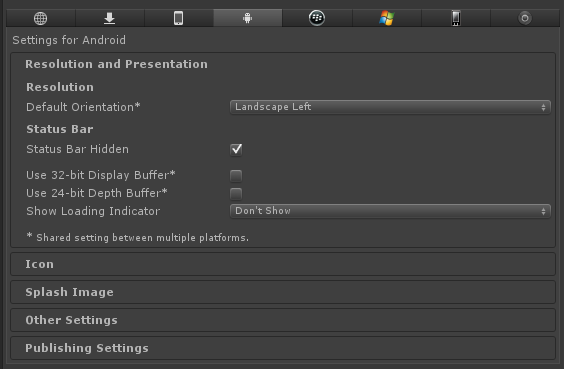 Settings for Android
Resolution and Presentation
Resolution
Default Orientation* Landscape Left
Status Bar
Status Bar Hidden
Use 32-bit Display Buffer*
Use 24-bit Depth Buffer*
Show Loading Indicator Don't Show
* Shared setting between multiple platforms.
Icon
Splash Image
Other Settings
Publishing Settings